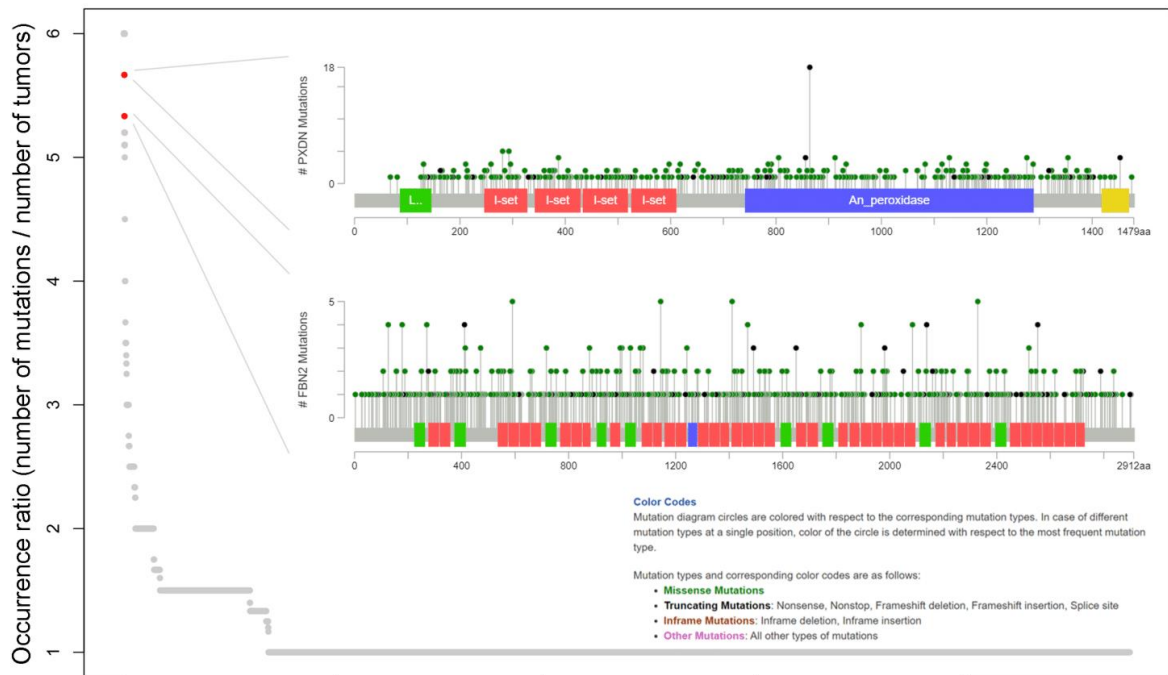 Occurrence ratio (number of mutations / number of tumors)
6
5
4
3
2
1
# PXDN Mutations
18
0
L..
I-set
I-set
I-set
I-set
An_peroxidase
0
200
400
600
800
1000
1200
1400
1479aa
# FBN2 Mutations
5
0
0
400
800
1200
1600
2000
2400
2912aa
Color Codes
Mutation diagram circles are colored with respect to the corresponding mutation types. In case of different
mutation types at a single position, color of the circle is determined with respect to the most frequent mutation
type.
Mutation types and corresponding color codes are as follows:
• Missense Mutations
• Truncating Mutations: Nonsense, Nonstop, Frameshift deletion, Frameshift insertion, Splice site
• Inframe Mutations: Inframe deletion, Inframe insertion
• Other Mutations: All other types of mutations